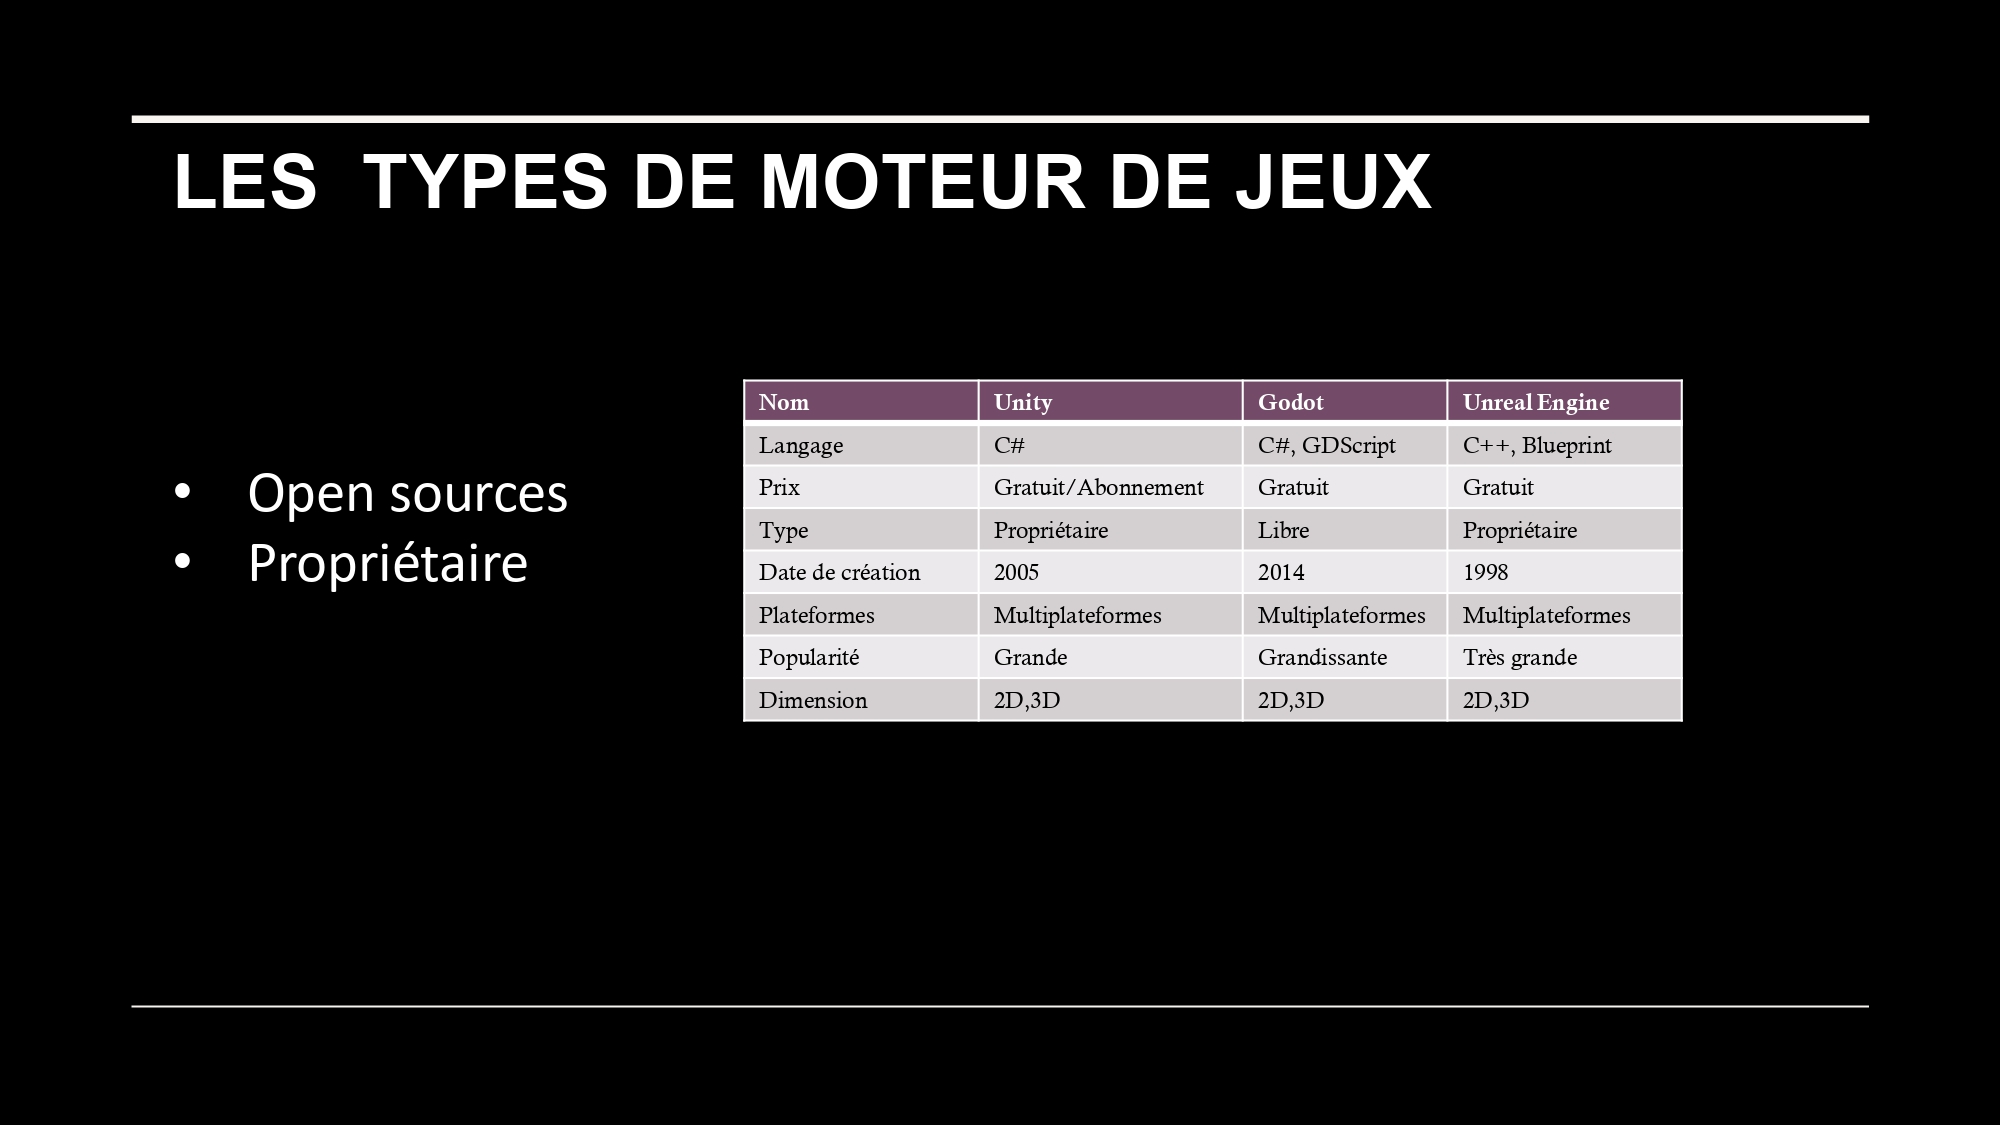 LES  TYPES DE MOTEUR DE JEUX
• Open sources
• Propriétaire
Nom Unity Godot Unreal Engine
Langage C# C#, GDScript C++, Blueprint
Prix Gratuit/Abonnement Gratuit Gratuit
Type Propriétaire Libre Propriétaire
Date de création 2005 2014 1998
Plateformes Multiplateformes Multiplateformes Multiplateformes
Popularité Grande Grandissante Très grande
Dimension 2D,3D 2D,3D 2D,3D